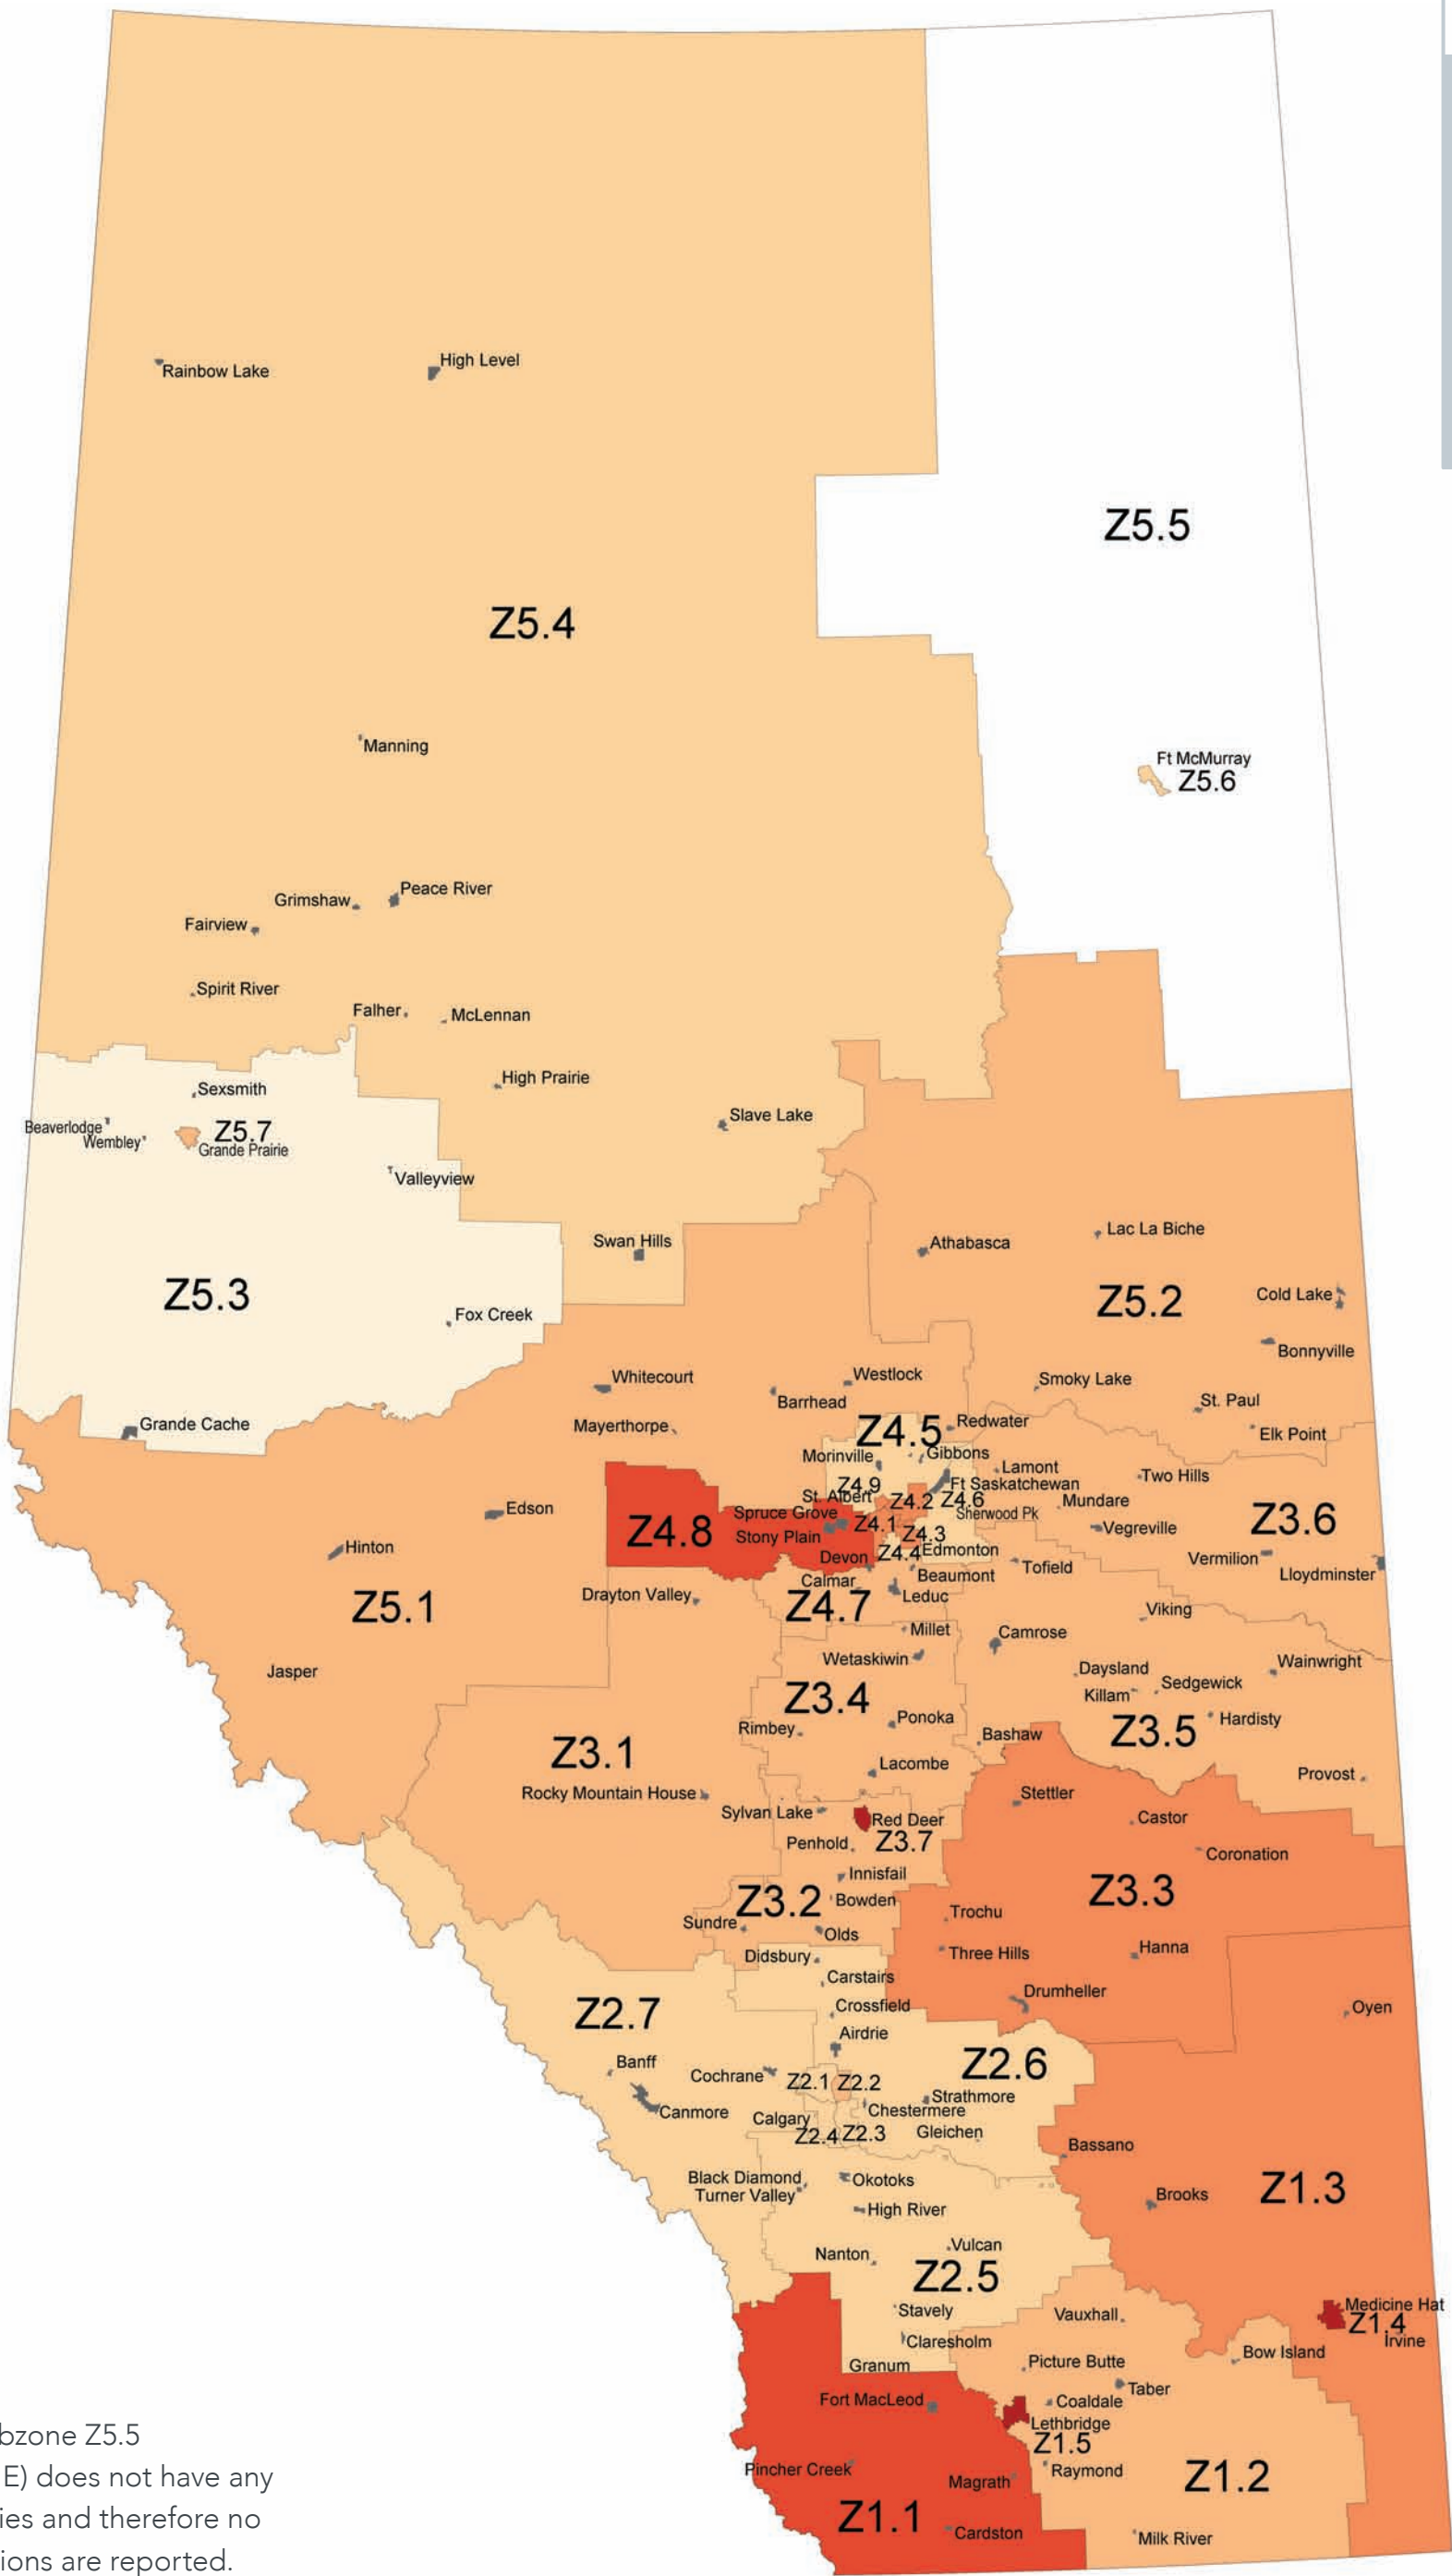 Rainbow Lake
High Level
Z5.5
Z5.4
Manning
Ft McMurray
Z5.6
Peace River
Grimshaw
Fairview
Spirit River
Falher
McLennan
High Prairie
Sexsmith
Slave Lake
Beaverlodge
Wembley
Z5.7
Grande Prairie
Valleyview
Swan Hills
Athabasca
Lac La Biche
Z5.3
Z5.2
Cold Lake
Fox Creek
Bonnyville
Whitecourt
Westlock
Smoky Lake
Barrhead
St. Paul
Grande Cache
Mayerthorpe
Z4.5
Redwater
Elk Point
Morinville
Gibbons
Lamont
Two Hills
Z4.9
Ft Saskatchewan
St. Albert
Z4.2
Z4.6
Mundare
Edson
Spruce Grove
Sherwood Pk
Z3.6
Z4.8
Stony Plain
Z4.1
Z4.3
Vegreville
Hinton
Devon
Z4.4
Edmonton
Vermilion
Tofield
Lloydminster
Calmar
Beaumont
Drayton Valley
Leduc
Z5.1
Z4.7
Viking
Millet
Camrose
Wetaskiwin
Wainwright
Jasper
Daysland
Sedgewick
Killam
Z3.4
Ponoka
Hardisty
Rimbey
Bashaw
Z3.5
Z3.1
Lacombe
Provost
Rocky Mountain House
Stettler
Sylvan Lake
Red Deer
Castor
Penhold
Z3.7
Coronation
Innisfail
Z3.3
Z3.2
Bowden
Trochu
Sundre
Olds
Hanna
Didsbury
Three Hills
Carstairs
Drumheller
Z2.7
Crossfield
Oyen
Airdrie
Banff
Z2.6
Cochrane
Z2.1
Z2.2
Strathmore
Canmore
Chestermere
Calgary
Z2.4
Z2.3
Gleichen
Bassano
Black Diamond
Okotoks
Z1.3
Turner Valley
Brooks
High River
Vulcan
Nanton
Z2.5
Stavely
Vauxhall
Medicine Hat
Z1.4
Claresholm
Irvine
Bow Island
Granum
Picture Butte
Taber
Fort MacLeod
Coaldale
Lethbridge
bzone Z5.5
Z1.5
Pincher Creek
Raymond
E) does not have any
Magrath
Z1.2
ies and therefore no
Z1.1
Cardston
Milk River
ions are reported.